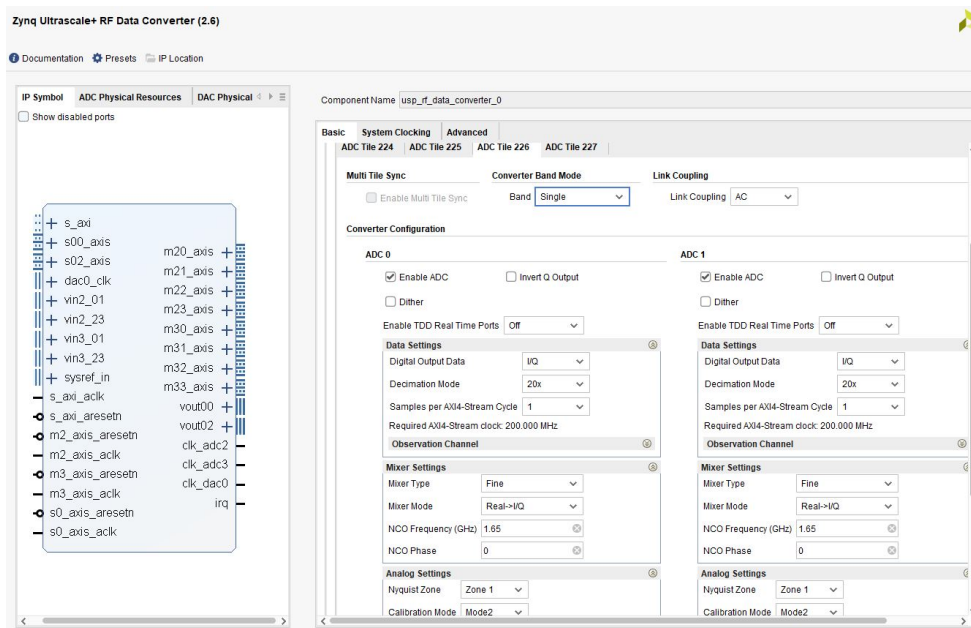 Zynq Ultrascale+ RF Data Converter (2.6)
Documentation Presets IP Location
IP Symbol ADC Physical Resources DAC Physical
Show disabled ports
s_axi
s00_axis
s02_axis
dac0_clk
vin2_01
vin2_23
vin3_01
vin3_23
sysref_in
s_axi_aclk
s_axi_aresetn
m2_axis_aresetn
m2_axis_aclk
m3_axis_aresetn
m3_axis_aclk
s0_axis_aresetn
s0_axis_aclk
m20_axis
m21_axis
m22_axis
m23_axis
m30_axis
m31_axis
m32_axis
m33_axis
vout00
vout02
clk_adc2
clk_adc3
clk_dac0
irq
Component Name usp_rf_data_converter_0
Basic System Clocking Advanced
ADC Tile 224 ADC Tile 225 ADC Tile 226 ADC Tile 227
Multi Tile Sync Converter Band Mode Link Coupling
Enable Multi Tile Sync Band Single Link Coupling AC
Converter Configuration
ADC 0
Enable ADC Invert Q Output
Dither
Enable TDD Real Time Ports Off
Data Settings
Digital Output Data I/Q
Decimation Mode 20x
Samples per AXI4-Stream Cycle 1
Required AXI4-Stream clock: 200.000 MHz
Observation Channel
Mixer Settings
Mixer Type Fine
Mixer Mode Real->I/Q
NCO Frequency (GHz) 1.65
NCO Phase 0
Analog Settings
Nyquist Zone Zone 1
Calibration Mode Mode2
ADC 1
Enable ADC Invert Q Output
Dither
Enable TDD Real Time Ports Off
Data Settings
Digital Output Data I/Q
Decimation Mode 20x
Samples per AXI4-Stream Cycle 1
Required AXI4-Stream clock: 200.000 MHz
Observation Channel
Mixer Settings
Mixer Type Fine
Mixer Mode Real->I/Q
NCO Frequency (GHz) 1.65
NCO Phase 0
Analog Settings
Nyquist Zone Zone 1
Calibration Mode Mode2